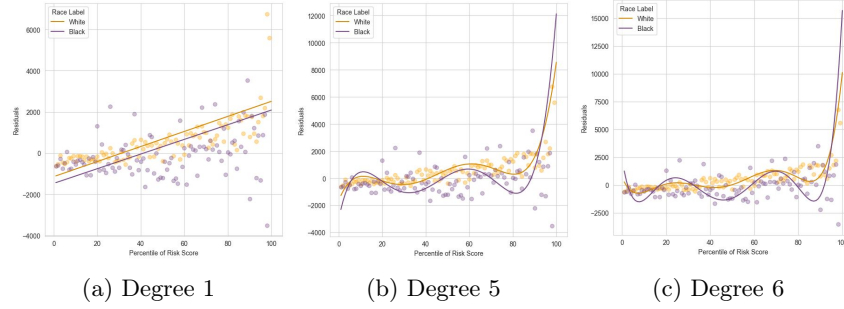 Race Label
White
Black
6000
4000
2000
0
−2000
−4000
Residuals
0
20
40
60
80
100
Percentile of Risk Score
(a) Degree 1
Race Label
White
Black
12000
10000
8000
6000
4000
2000
0
−2000
−4000
Residuals
0
20
40
60
80
100
Percentile of Risk Score
(b) Degree 5
Race Label
White
Black
15000
12500
10000
7500
5000
2500
0
−2500
Residuals
0
20
40
60
80
100
Percentile of Risk Score
(c) Degree 6